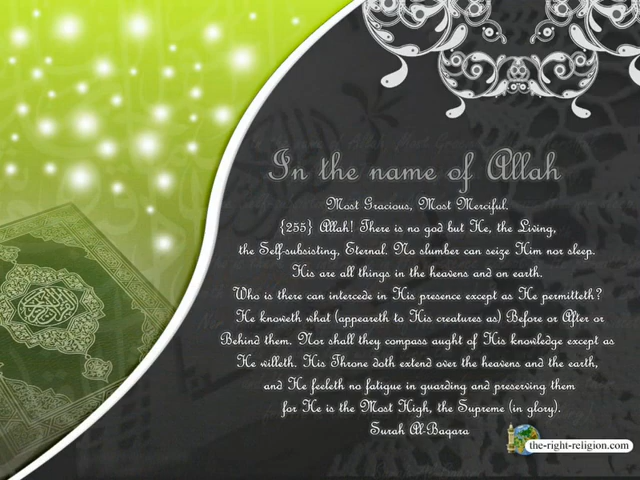 In the name of Allah
Most Gracious, Most Merciful.
{255} Allah! There is no god but He, the Living,
the Self-subsisting, Eternal. No slumber can seize Him nor sleep.
His are all things in the heavens and on earth.
Who is there can intercede in His presence except as He permitteth?
He knoweth what (appeareth to His creatures as) Before or After or
Behind them. Nor shall they compass aught of His knowledge except as
He willeth. His Throne doth extend over the heavens and the earth,
and He feeleth no fatigue in guarding and preserving them
for He is the Most High, the Supreme (in glory).
Surah Al-Baqara
the-right-religion.com